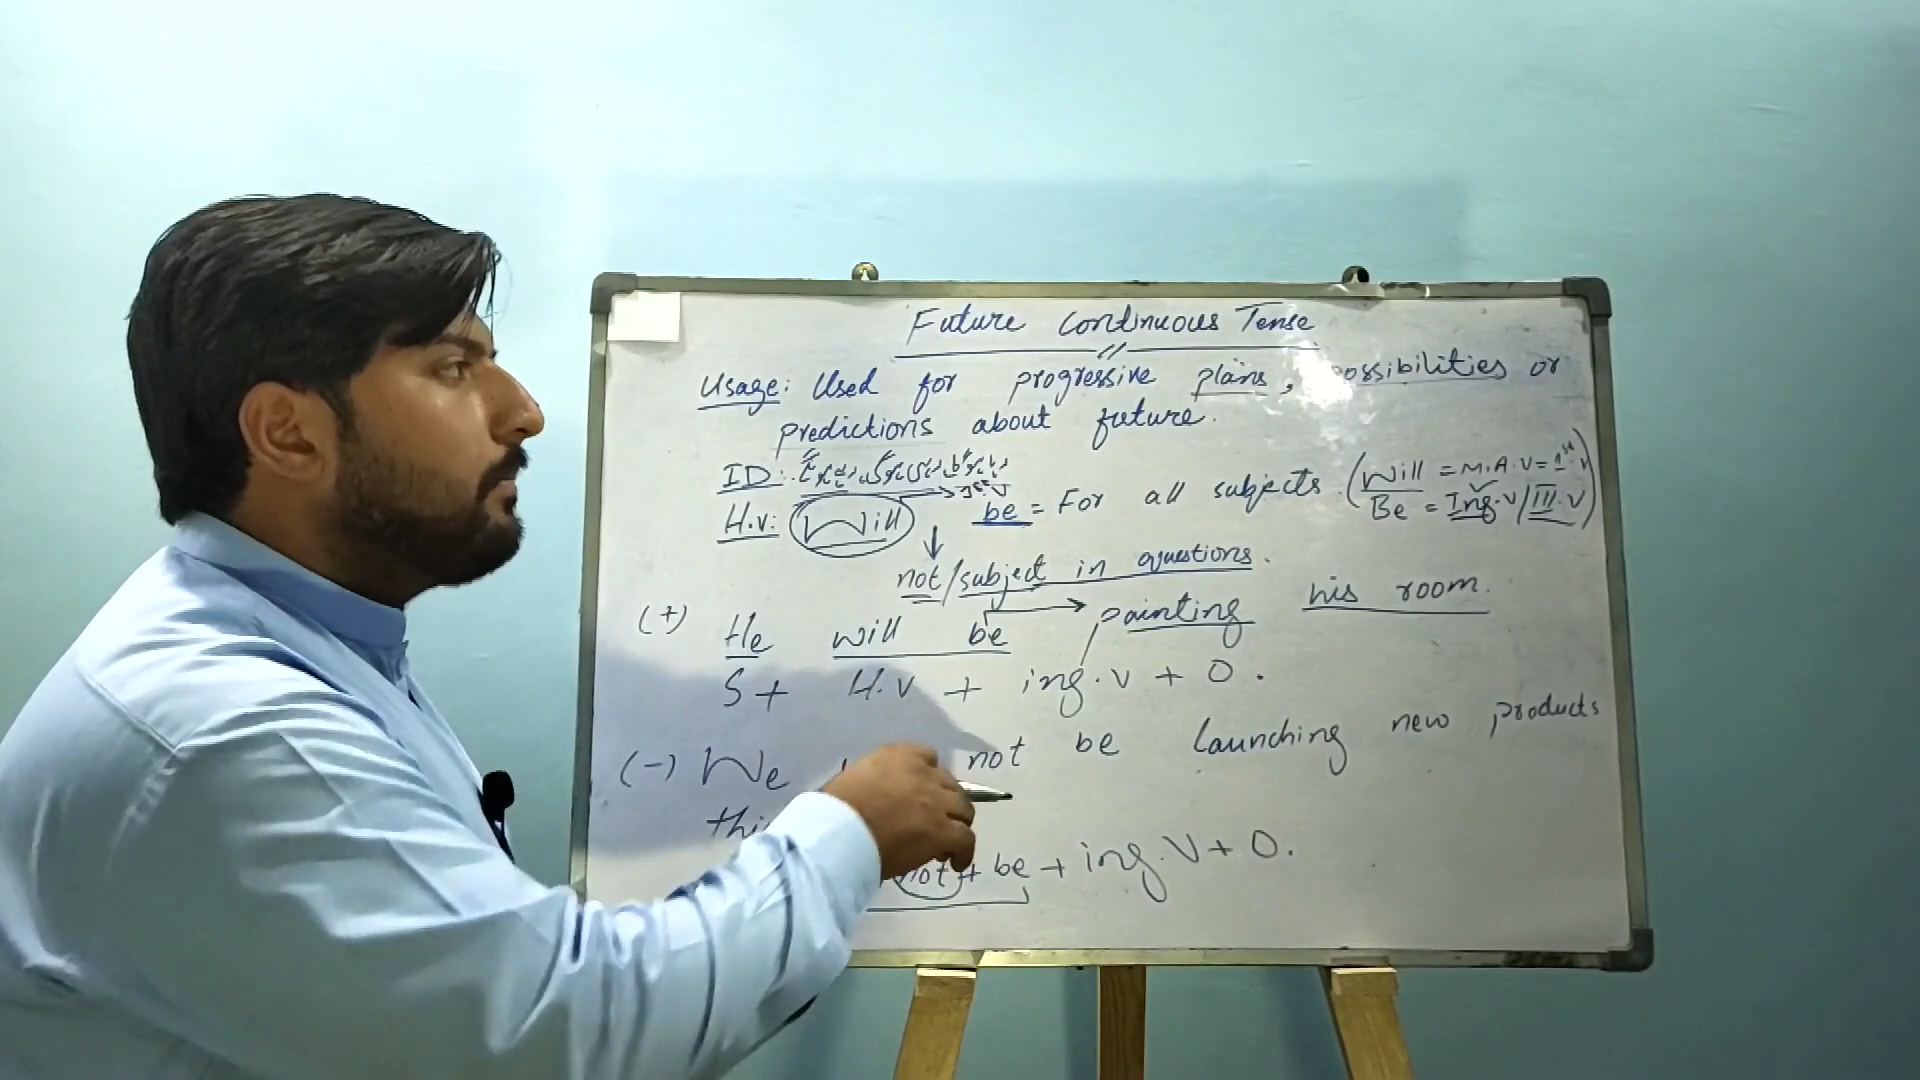 Future Continuous Tense
Usage: Used for progressive plans, possibilities or
predictions about future.
ID:
1st V
H.v: Will be = For all subjects. (Will = M.A.V = 1st V
Be = Ing.V/III.V)
not/subject in questions.
(+) He will be painting his room.
S + H.V + ing.V + O.
(-) We not be launching new products
not + be + ing.V + O.